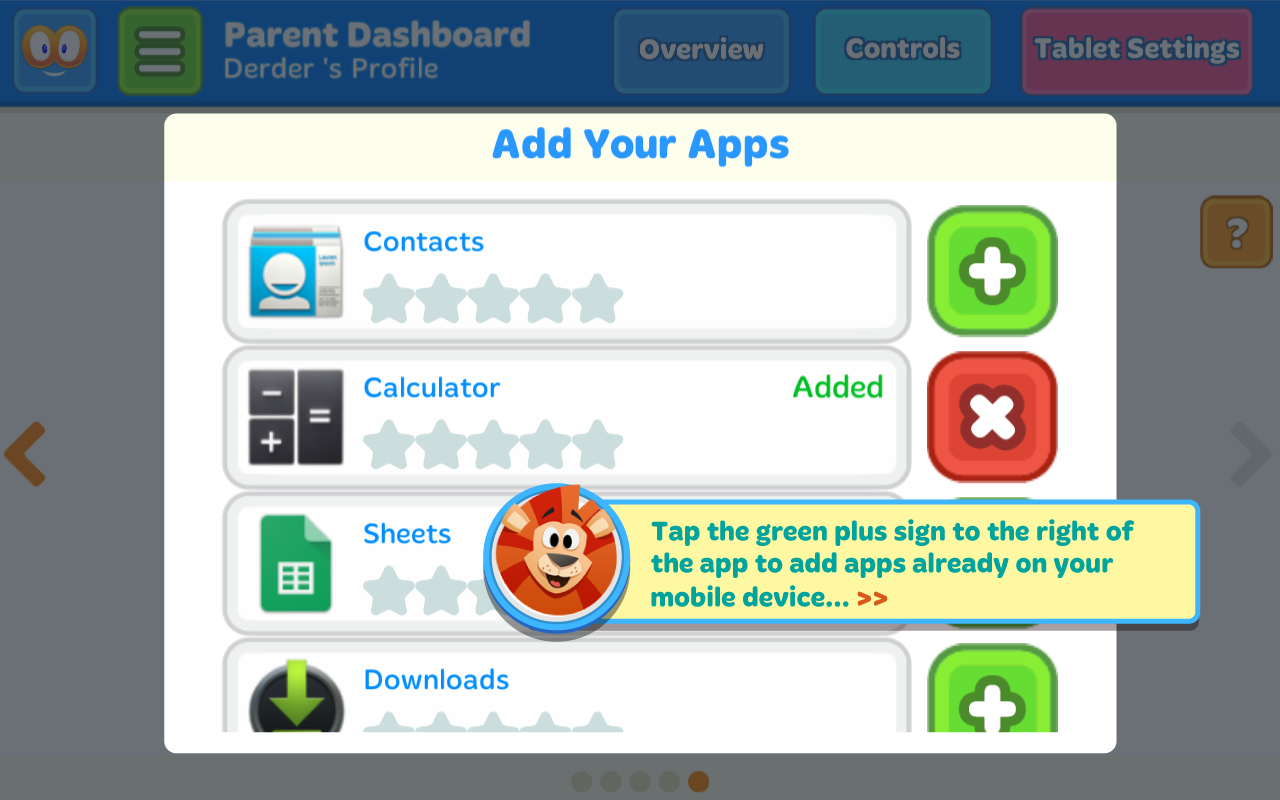 Parent Dashboard
Derder 's Profile
Overview
Controls
Tablet Settings
Add Your Apps
?
Contacts
Calculator
Added
Sheets
Tap the green plus sign to the right of
the app to add apps already on your
mobile device... >>
Downloads